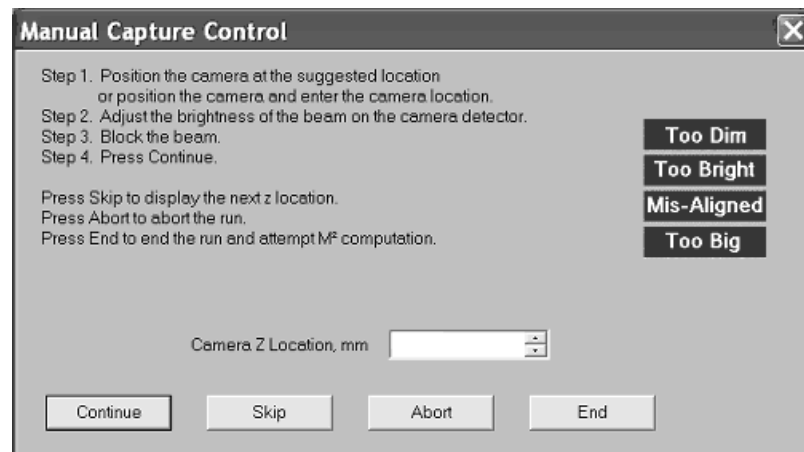 Manual Capture Control
Step 1. Position the camera at the suggested location
or position the camera and enter the camera location.
Step 2. Adjust the brightness of the beam on the camera detector.
Step 3. Block the beam.
Step 4. Press Continue.
Press Skip to display the next z location.
Press Abort to abort the run.
Press End to end the run and attempt M² computation.
Too Dim
Too Bright
Mis-Aligned
Too Big
Camera Z Location, mm
Continue
Skip
Abort
End